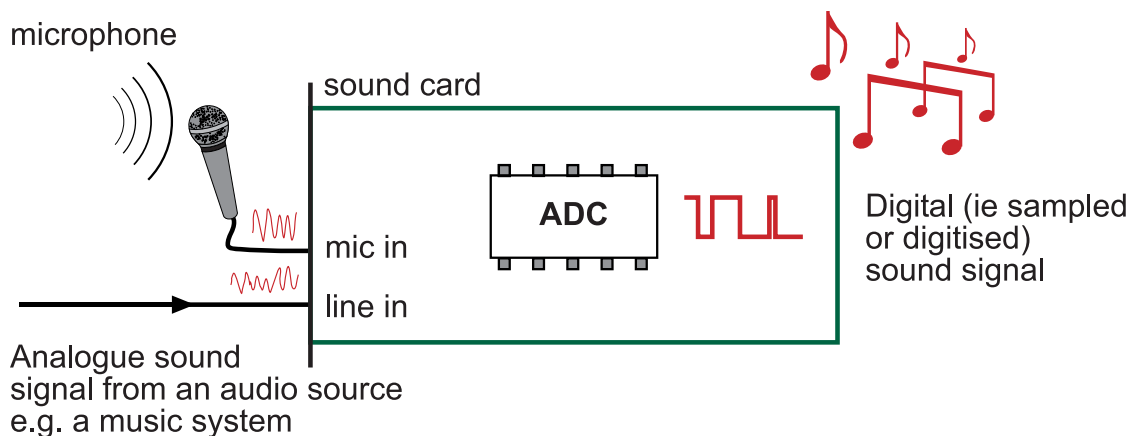 microphone
sound card
ADC
mic in
line in
Digital (ie sampled
or digitised)
sound signal
Analogue sound
signal from an audio source
e.g. a music system